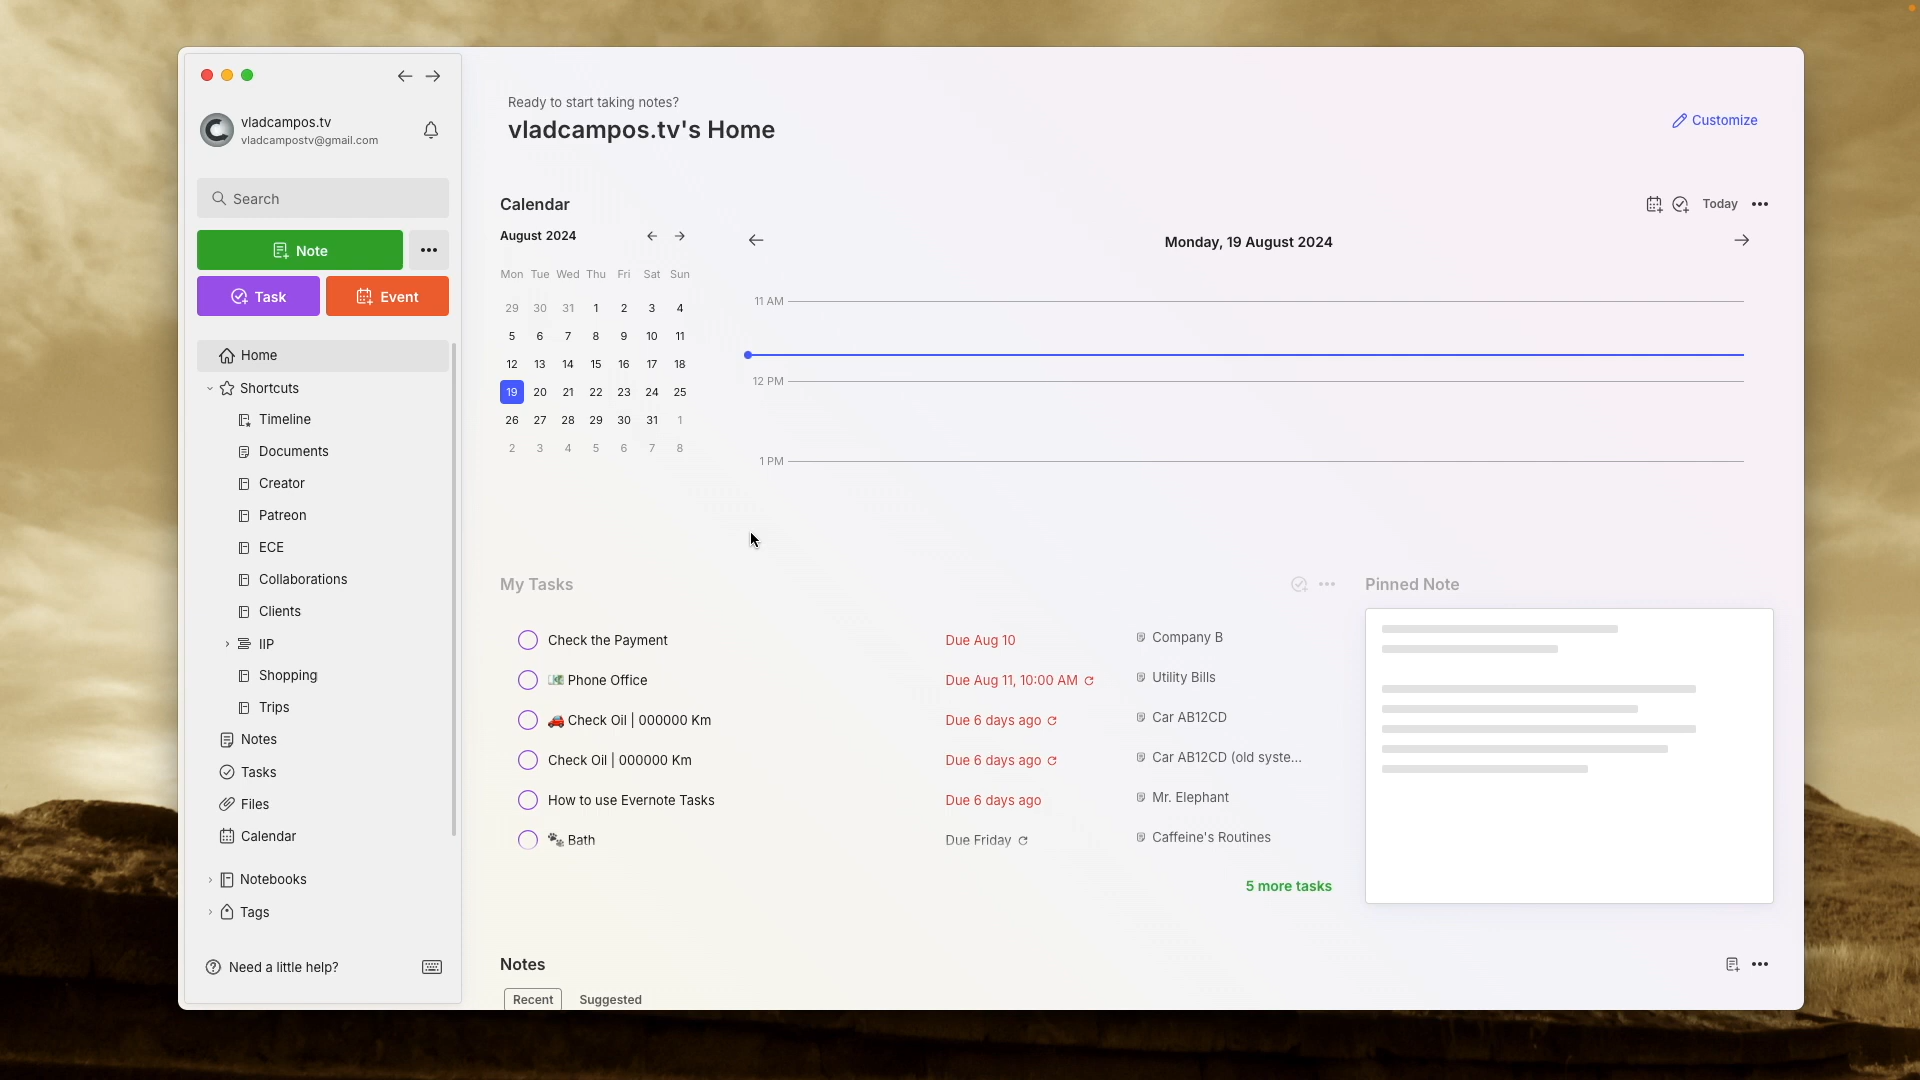 vladcampos.tv
vladcampostv@gmail.com
Search
Note
Task
Event
Home
Shortcuts
Timeline
Documents
Creator
Patreon
ECE
Collaborations
Clients
IIP
Shopping
Trips
Notes
Tasks
Files
Calendar
Notebooks
Tags
Need a little help?
Ready to start taking notes?
vladcampos.tv's Home
Customize
Calendar
Today
August 2024
Mon Tue Wed Thu Fri Sat Sun
29 30 31 1 2 3 4
5 6 7 8 9 10 11
12 13 14 15 16 17 18
19 20 21 22 23 24 25
26 27 28 29 30 31 1
2 3 4 5 6 7 8
Monday, 19 August 2024
11 AM
12 PM
1 PM
My Tasks
Check the Payment Due Aug 10 Company B
Phone Office Due Aug 11, 10:00 AM Utility Bills
Check Oil | 000000 Km Due 6 days ago Car AB12CD
Check Oil | 000000 Km Due 6 days ago Car AB12CD (old syste...
How to use Evernote Tasks Due 6 days ago Mr. Elephant
Bath Due Friday Caffeine's Routines
5 more tasks
Pinned Note
Notes
Recent Suggested